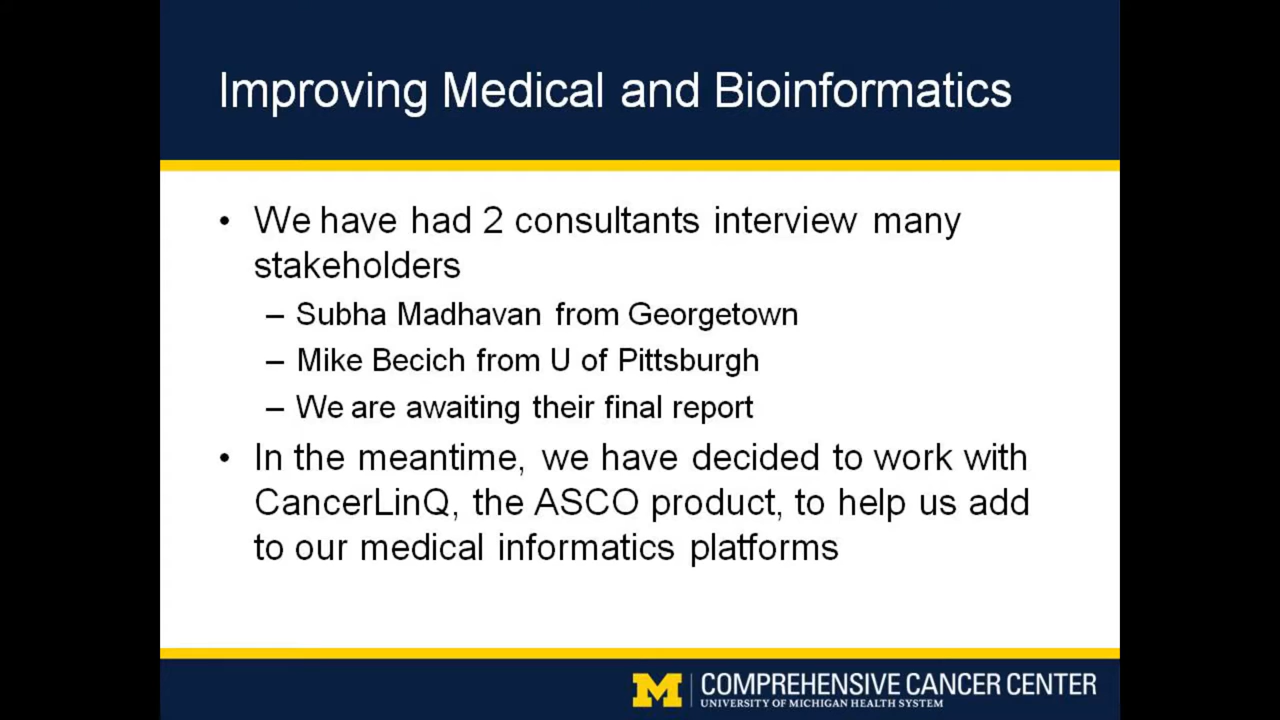 Improving Medical and Bioinformatics
• We have had 2 consultants interview many
stakeholders
– Subha Madhavan from Georgetown
– Mike Becich from U of Pittsburgh
– We are awaiting their final report
• In the meantime, we have decided to work with
CancerLinQ, the ASCO product, to help us add
to our medical informatics platforms
M COMPREHENSIVE CANCER CENTER
UNIVERSITY OF MICHIGAN HEALTH SYSTEM